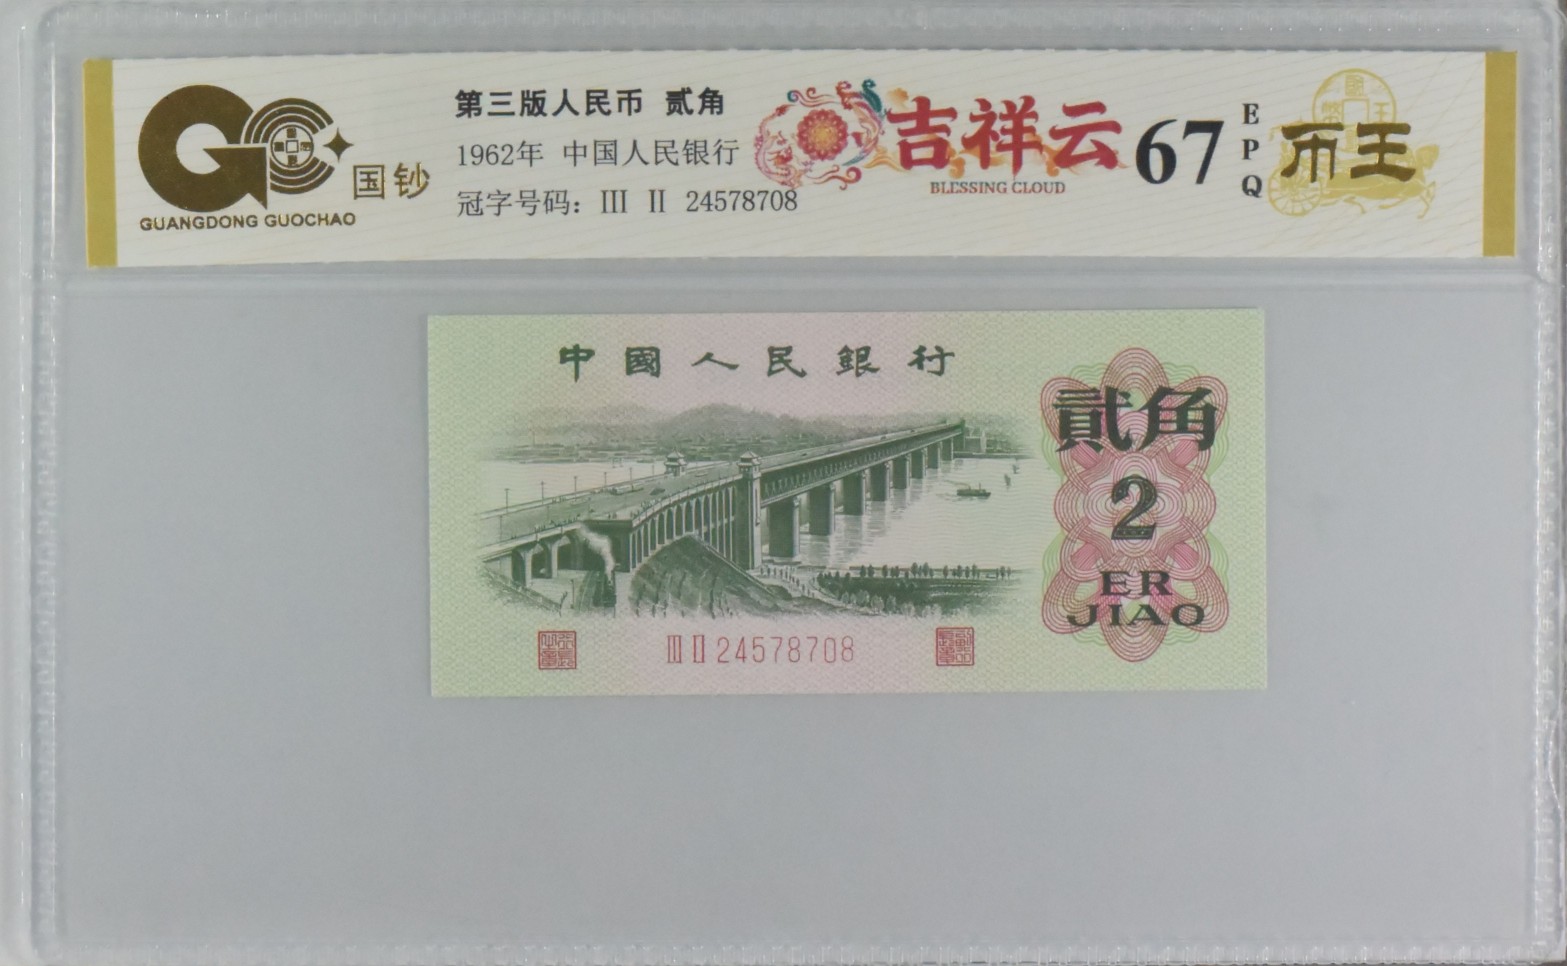 国钞
GUANGDONG GUOCHAO
第三版人民币 贰角
1962年 中国人民银行
冠字号码：III II 24578708
吉祥云
BLESSING CLOUD
67
EPQ
币王
中國人民銀行
貳角
2
ER
JIAO
III II 24578708